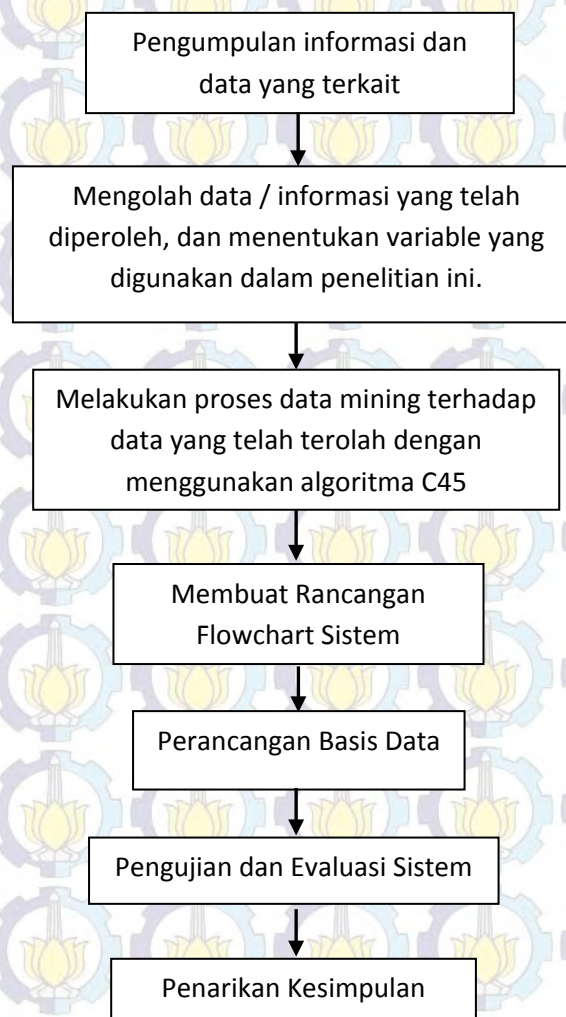 Pengumpulan informasi dan
data yang terkait
Mengolah data / informasi yang telah
diperoleh, dan menentukan variable yang
digunakan dalam penelitian ini.
Melakukan proses data mining terhadap
data yang telah terolah dengan
menggunakan algoritma C45
Membuat Rancangan
Flowchart Sistem
Perancangan Basis Data
Pengujian dan Evaluasi Sistem
Penarikan Kesimpulan